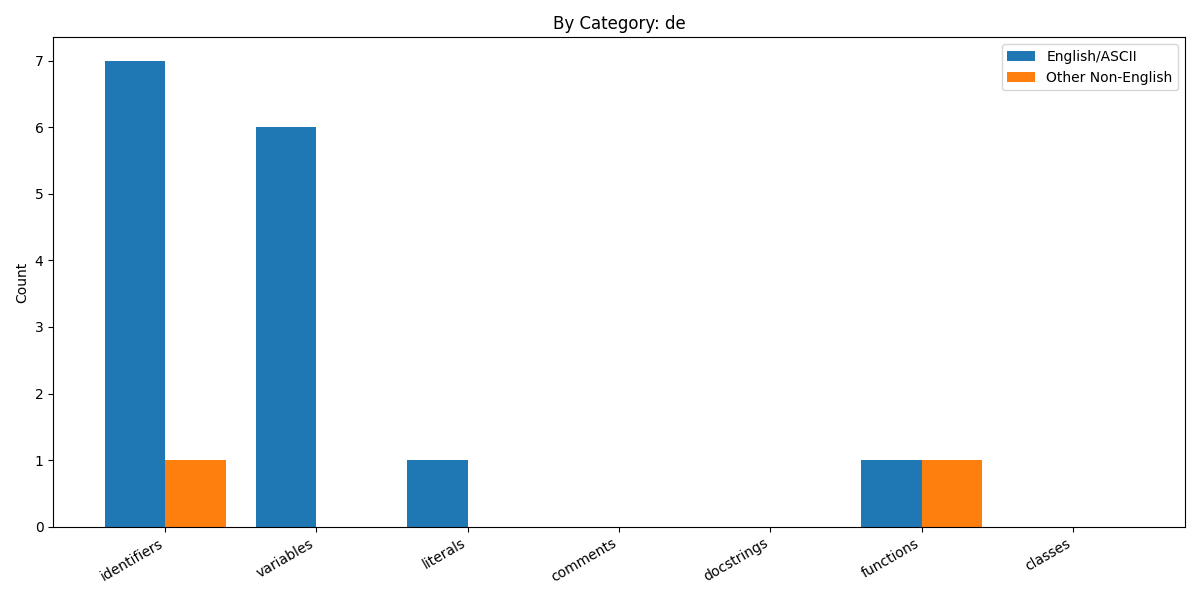 By Category: de
English/ASCII
Other Non-English
Count
7
6
5
4
3
2
1
0
identifiers
variables
literals
comments
docstrings
functions
classes